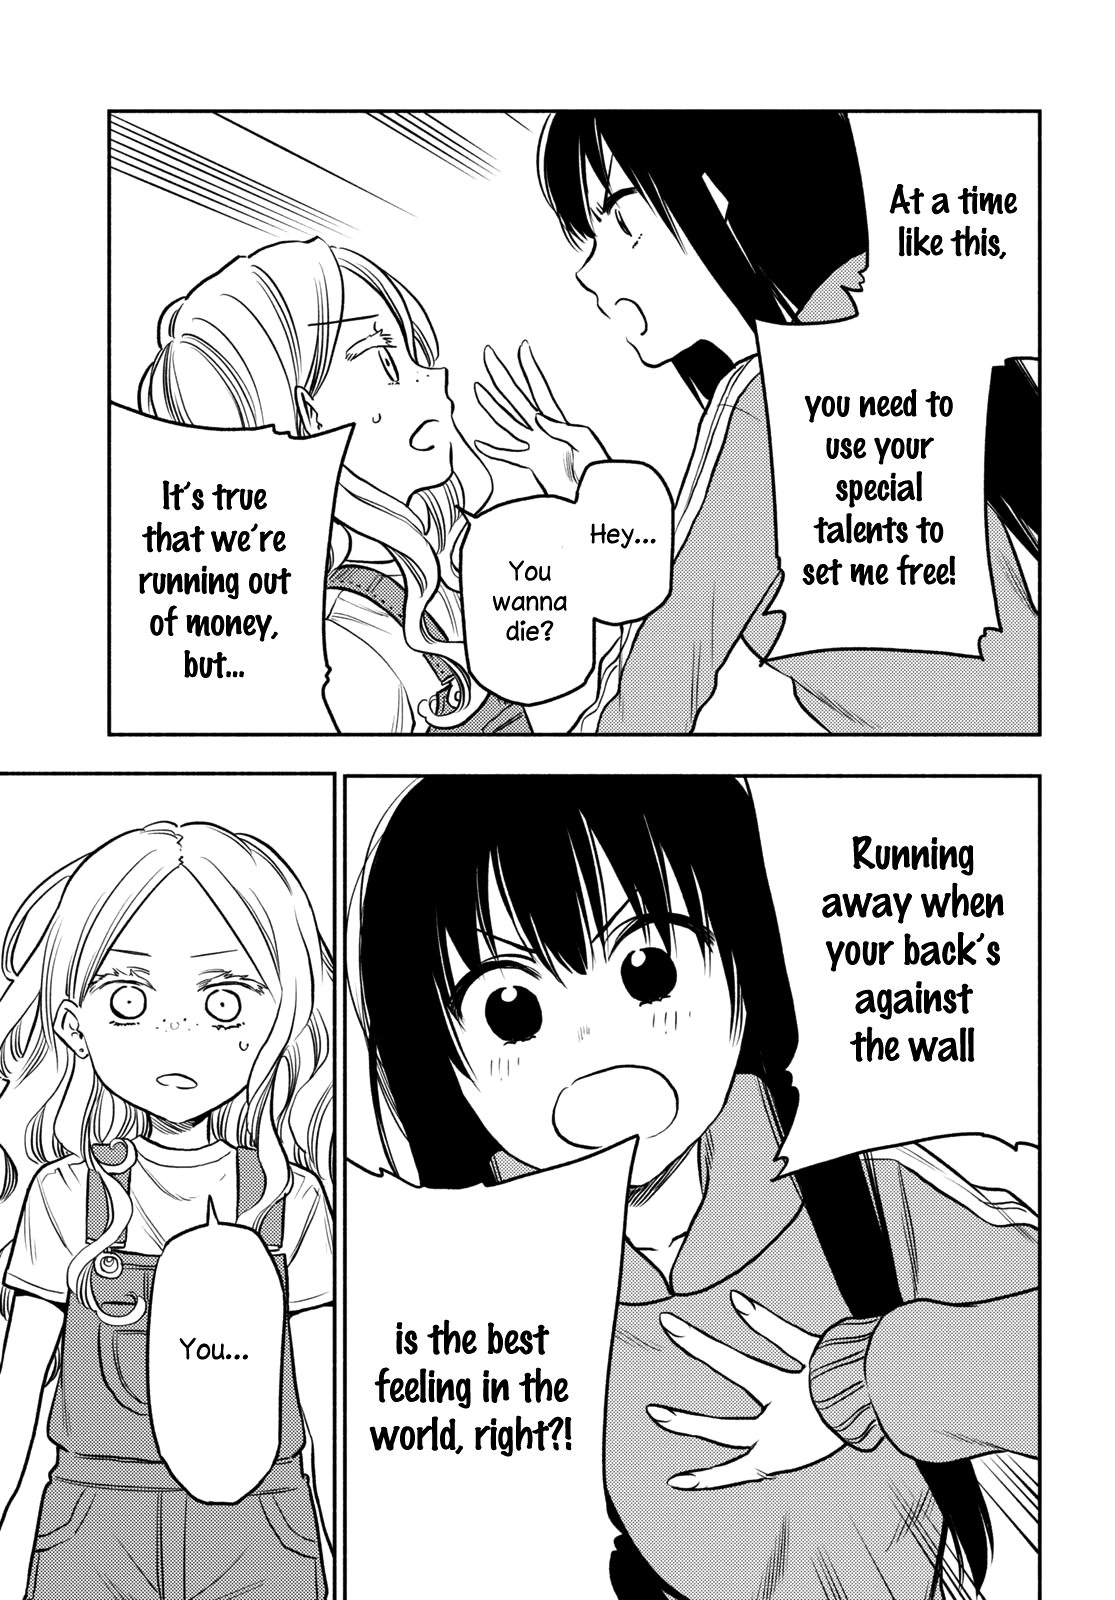 At a time
like this,
you need to
use your
special
talents to
set me free!
Hey...
You
wanna
die?
It's true
that we're
running out
of money,
but...
Running
away when
your back's
against
the wall
is the best
feeling in the
world, right?!
You...